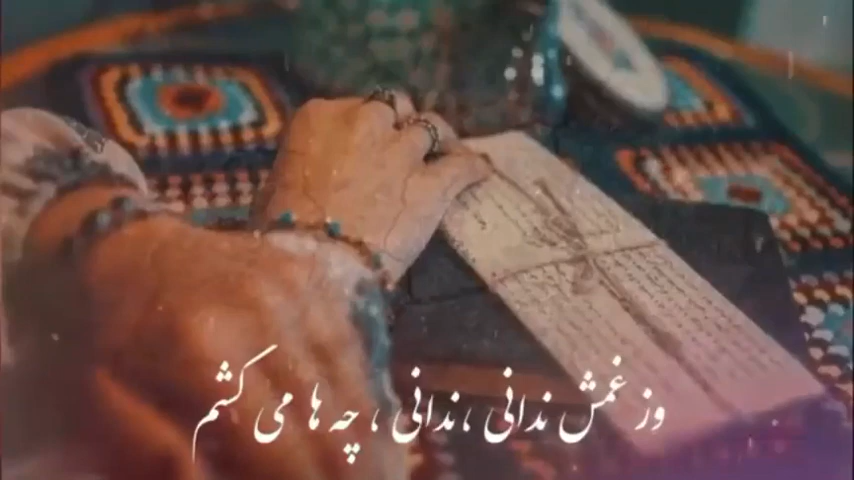 وز غمش ندانی ، ندانی ، چه ها می کشم